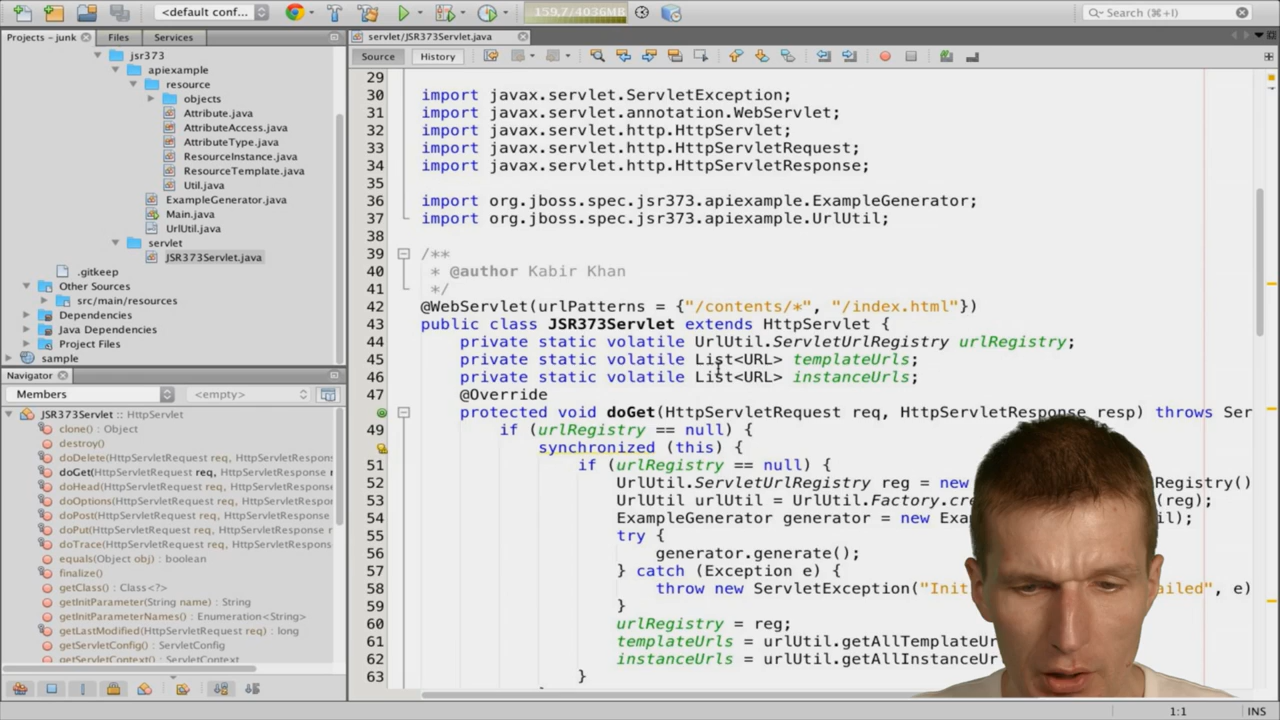 <default conf...
159,7/4036MB
Search (⌘+I)
Projects – junk
Files
Services
servlet/JSR373Servlet.java
Source
History
jsr373
apiexample
resource
objects
Attribute.java
AttributeAccess.java
AttributeType.java
ResourceInstance.java
ResourceTemplate.java
Util.java
ExampleGenerator.java
Main.java
UrlUtil.java
servlet
JSR373Servlet.java
.gitkeep
Other Sources
src/main/resources
Dependencies
Java Dependencies
Project Files
sample
Navigator
Members
<empty>
JSR373Servlet :: HttpServlet
clone() : Object
destroy()
doDelete(HttpServletRequest req, HttpServletRespons
doGet(HttpServletRequest req, HttpServletResponse
doHead(HttpServletRequest req, HttpServletResponse
doOptions(HttpServletRequest req, HttpServletRespon
doPost(HttpServletRequest req, HttpServletResponse
doPut(HttpServletRequest req, HttpServletResponse
doTrace(HttpServletRequest req, HttpServletRespons
equals(Object obj) : boolean
finalize()
getClass() : Class<?>
getInitParameter(String name) : String
getInitParameterNames() : Enumeration<String>
getLastModified(HttpServletRequest req) : long
getServletConfig() : ServletConfig
getServletContext() : ServletContext
29
30 import javax.servlet.ServletException;
31 import javax.servlet.annotation.WebServlet;
32 import javax.servlet.http.HttpServlet;
33 import javax.servlet.http.HttpServletRequest;
34 import javax.servlet.http.HttpServletResponse;
35
36 import org.jboss.spec.jsr373.apiexample.ExampleGenerator;
37 import org.jboss.spec.jsr373.apiexample.UrlUtil;
38
39 /**
40 * @author Kabir Khan
41 */
42 @WebServlet(urlPatterns = {"/contents/*", "/index.html"})
43 public class JSR373Servlet extends HttpServlet {
44 private static volatile UrlUtil.ServletUrlRegistry urlRegistry;
45 private static volatile List<URL> templateUrls;
46 private static volatile List<URL> instanceUrls;
47 @Override
protected void doGet(HttpServletRequest req, HttpServletResponse resp) throws Ser
49 if (urlRegistry == null) {
synchronized (this) {
51 if (urlRegistry == null) {
52 UrlUtil.ServletUrlRegistry reg = new Registry()
53 UrlUtil urlUtil = UrlUtil.Factory.cre (reg);
54 ExampleGenerator generator = new Exa il);
55 try {
56 generator.generate();
57 } catch (Exception e) {
58 throw new ServletException("Init ailed", e)
59 }
60 urlRegistry = reg;
61 templateUrls = urlUtil.getAllTemplateUr
62 instanceUrls = urlUtil.getAllInstanceUr
63 }
1:1
INS